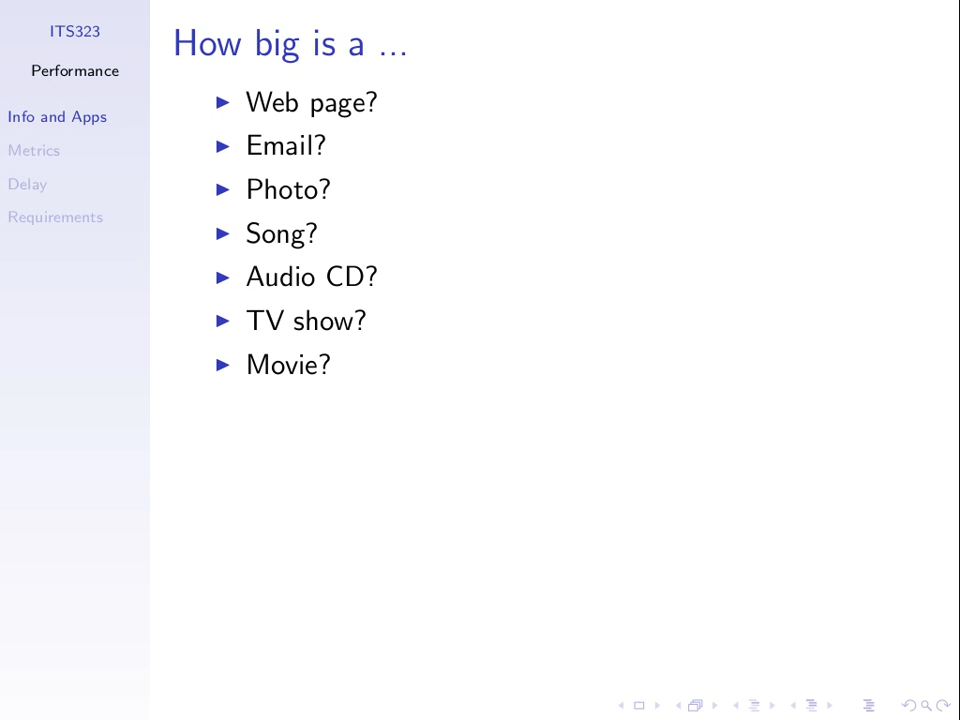 ITS323
Performance
Info and Apps
Metrics
Delay
Requirements
How big is a ...
Web page?
Email?
Photo?
Song?
Audio CD?
TV show?
Movie?